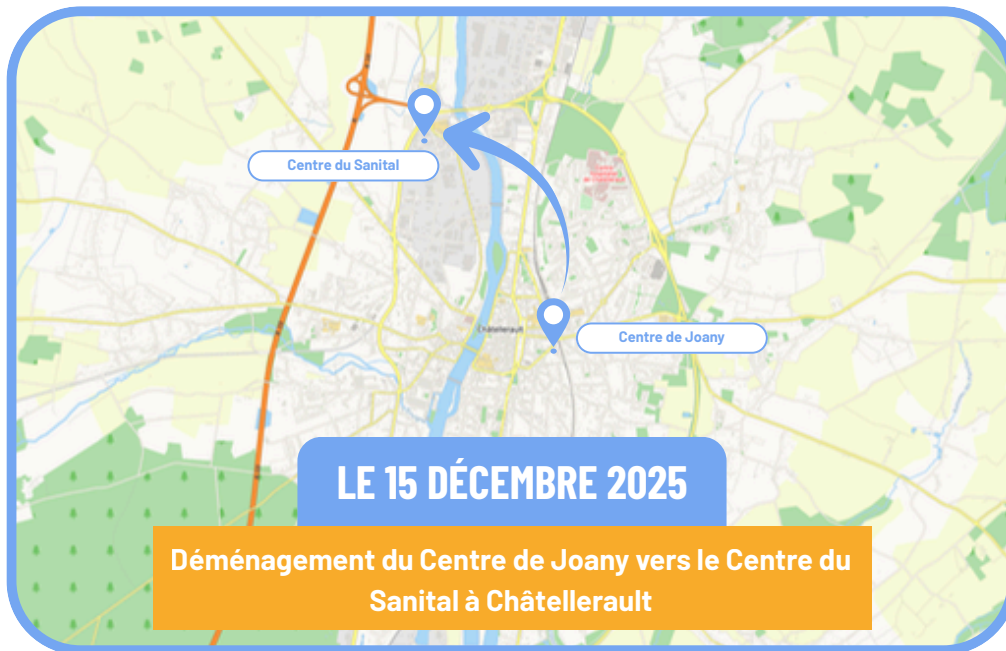 Centre du Sanital
Centre de Joany
Châtellerault
LE 15 DÉCEMBRE 2025
Déménagement du Centre de Joany vers le Centre du
Sanital à Châtellerault